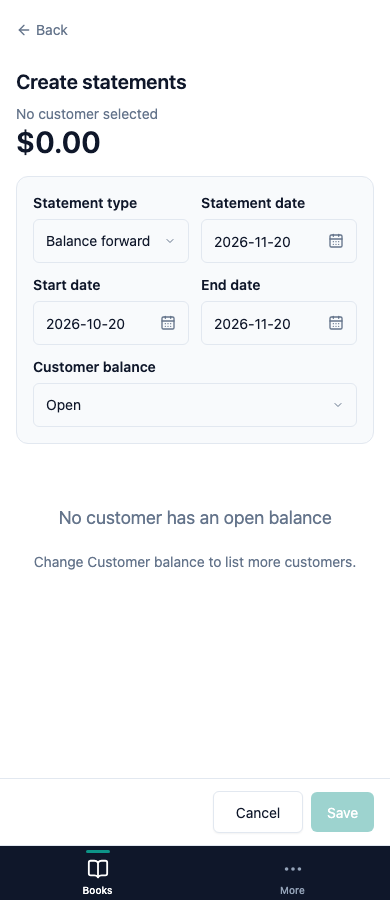 Back
Create statements
No customer selected
$0.00
Statement type
Statement date
Balance forward
2026-11-20
Start date
End date
2026-10-20
2026-11-20
Customer balance
Open
No customer has an open balance
Change Customer balance to list more customers.
Cancel
Save
Books
More